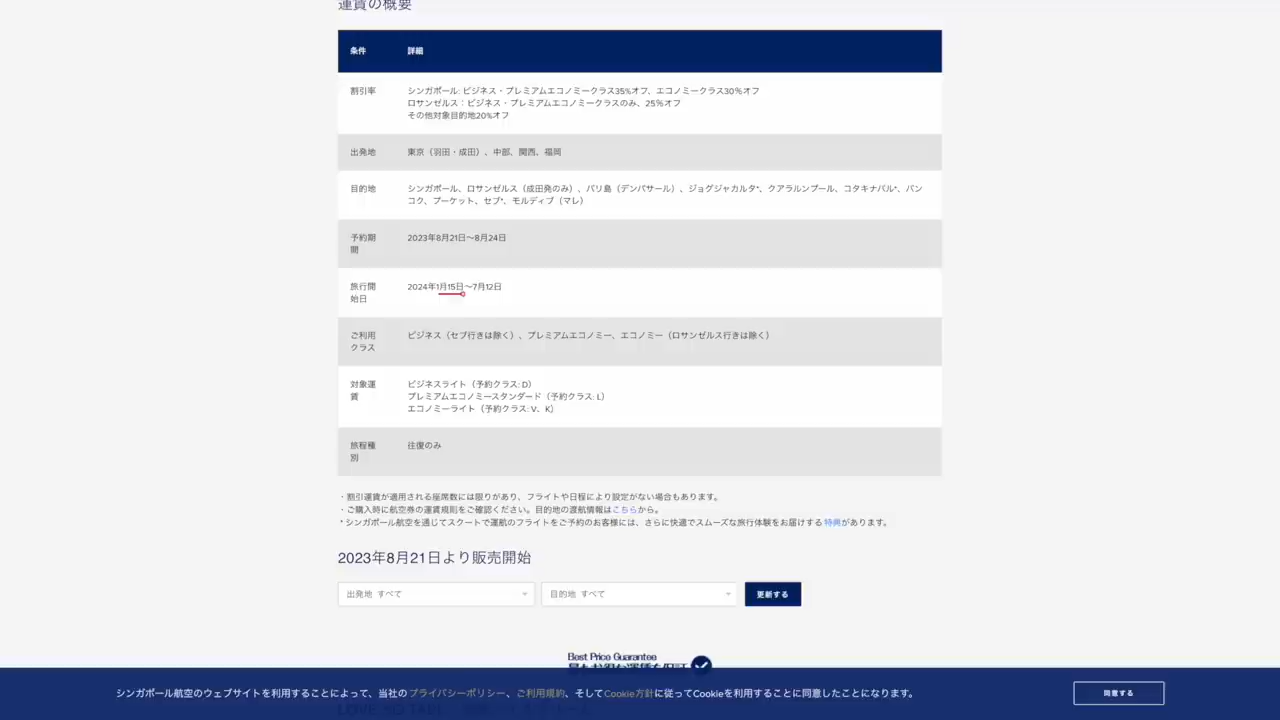 運賃の概要
条件 詳細
割引率 シンガポール: ビジネス・プレミアムエコノミークラス35%オフ、エコノミークラス30%オフ
ロサンゼルス：ビジネス・プレミアムエコノミークラスのみ、25%オフ
その他対象目的地20%オフ
出発地 東京（羽田・成田）、中部、関西、福岡
目的地 シンガポール、ロサンゼルス（成田発のみ）、バリ島（デンパサール）、ジョグジャカルタ*、クアラルンプール、コタキナバル*、バン
コク、プーケット、セブ*、モルディブ（マレ）
予約期 2023年8月21日〜8月24日
間
旅行開 2024年1月15日〜7月12日
始日
ご利用 ビジネス（セブ行きは除く）、プレミアムエコノミー、エコノミー（ロサンゼルス行きは除く）
クラス
対象運 ビジネスライト（予約クラス: D）
賃 プレミアムエコノミースタンダード（予約クラス: L）
エコノミーライト（予約クラス: V、K）
旅程種 往復のみ
別
・割引運賃が適用される座席数には限りがあり、フライトや日程により設定がない場合もあります。
・ご購入時に航空券の運賃規則をご確認ください。目的地の渡航情報はこちらから。
*シンガポール航空を通じてスクートで運航のフライトをご予約のお客様には、さらに快適でスムーズな旅行体験をお届けする特典があります。
2023年8月21日より販売開始
出発地 すべて 目的地 すべて 更新する
Best Price Guarantee
シンガポール航空のウェブサイトを利用することによって、当社のプライバシーポリシー、ご利用規約、そしてCookie方針に従ってCookieを利用することに同意したことになります。 同意する